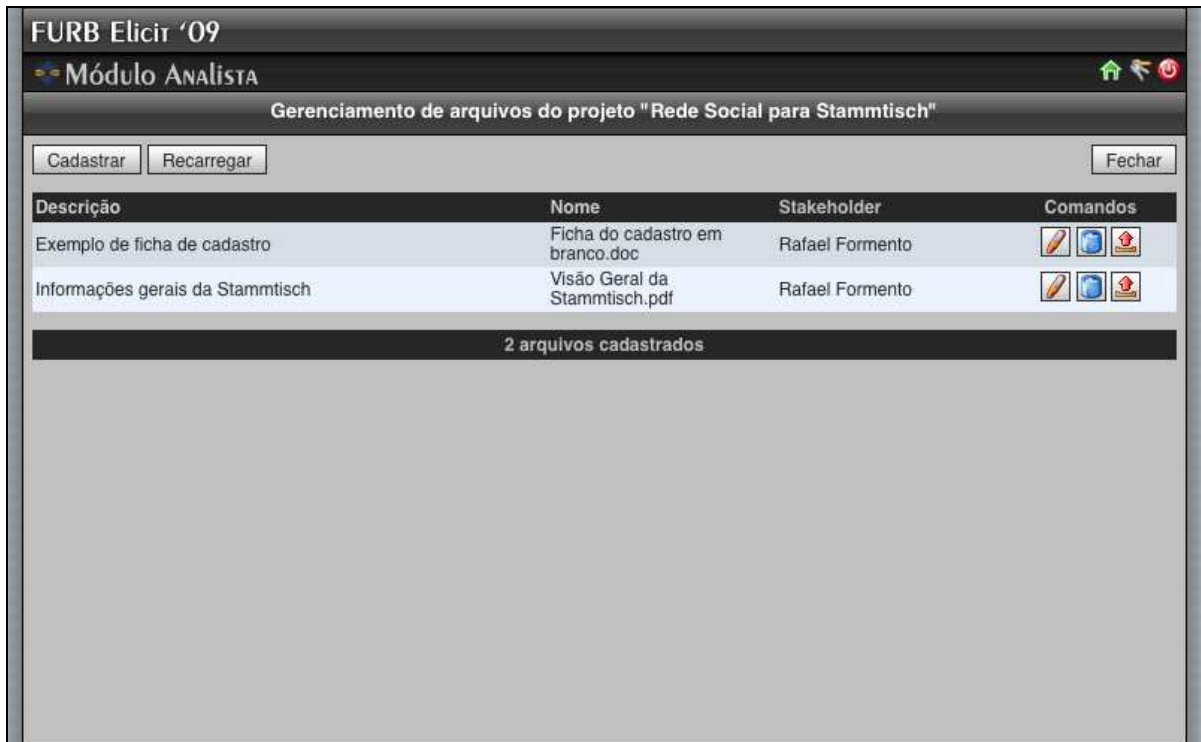 FURB Elicit ‘09
Módulo Analista
Gerenciamento de arquivos do projeto "Rede Social para Stammtisch"
Cadastrar Recarregar Fechar
Descrição Nome Stakeholder Comandos
Exemplo de ficha de cadastro Ficha do cadastro em branco.doc Rafael Formento
Informações gerais da Stammtisch Visão Geral da Stammtisch.pdf Rafael Formento
2 arquivos cadastrados